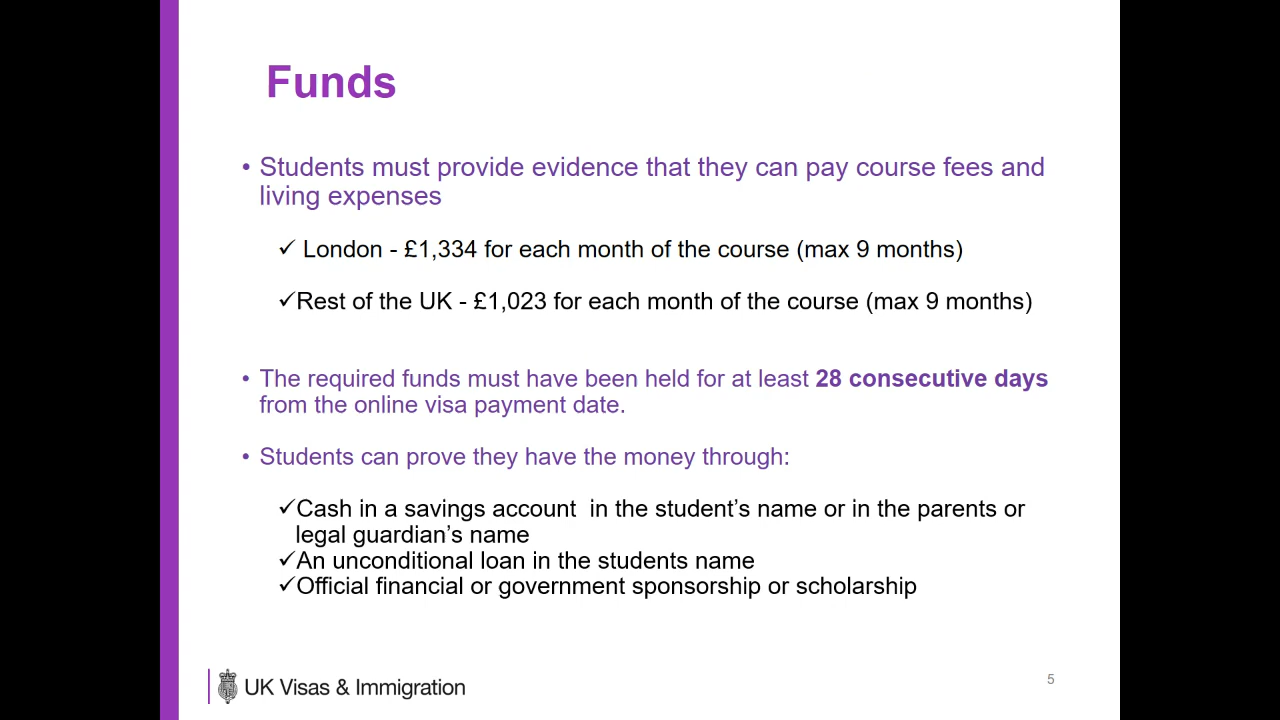 Funds
• Students must provide evidence that they can pay course fees and
living expenses
✓ London - £1,334 for each month of the course (max 9 months)
✓Rest of the UK - £1,023 for each month of the course (max 9 months)
• The required funds must have been held for at least 28 consecutive days
from the online visa payment date.
• Students can prove they have the money through:
✓Cash in a savings account  in the student’s name or in the parents or
legal guardian’s name
✓An unconditional loan in the students name
✓Official financial or government sponsorship or scholarship
UK Visas & Immigration
5